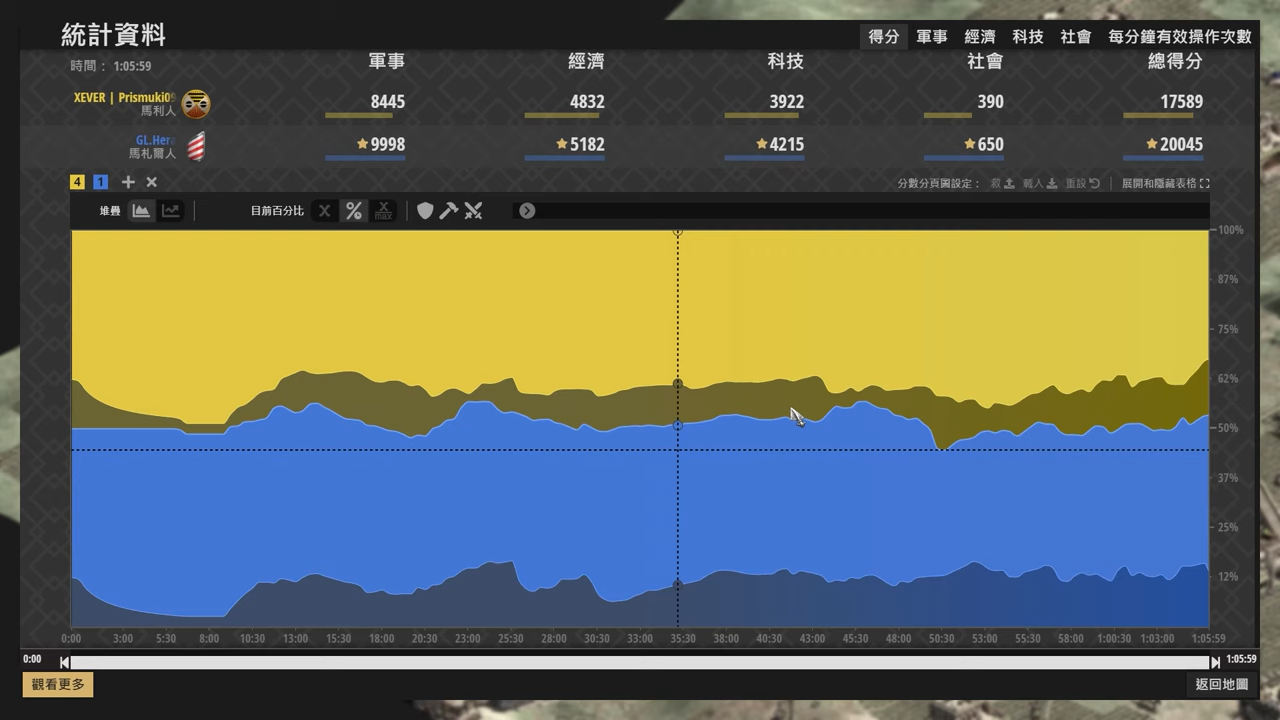 統計資料
得分 軍事 經濟 科技 社會 每分鐘有效操作次數
時間： 1:05:59
軍事 經濟 科技 社會 總得分
XEVER | Prismuki09
馬利人
8445 4832 3922 390 17589
GL.Hera
馬札爾人
9998 5182 4215 650 20045
4 1
分數分頁圖設定： 載入 重設 展開和隱藏表格
堆疊 目前百分比 X % X max
100%
87%
75%
62%
50%
37%
25%
12%
0:00 3:00 5:30 8:00 10:30 13:00 15:30 18:00 20:30 23:00 25:30 28:00 30:30 33:00 35:30 38:00 40:30 43:00 45:30 48:00 50:30 53:00 55:30 58:00 1:00:30 1:03:00 1:05:59
0:00 1:05:59
觀看更多 返回地圖